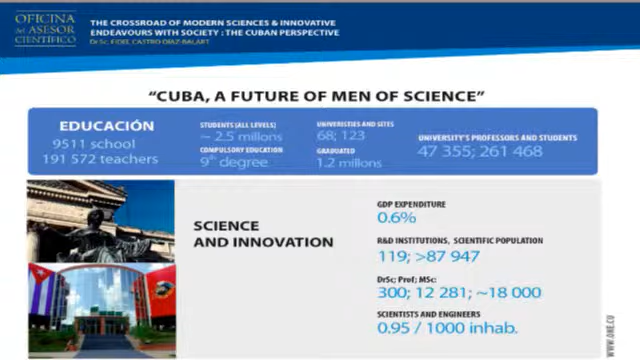 OFICINA
DEL ASESOR
CIENTÍFICO
THE CROSSROAD OF MODERN SCIENCES & INNOVATIVE
ENDEAVOURS WITH SOCIETY : THE CUBAN PERSPECTIVE
Dr.Sc. FIDEL CASTRO DÍAZ-BALART
“CUBA, A FUTURE OF MEN OF SCIENCE”
EDUCACIÓN
9511 school
191 572 teachers
STUDENTS (ALL LEVELS)
~ 2.5 millons
COMPULSORY EDUCATION
9th degree
UNIVERSITIES AND SITES
68; 123
GRADUATED
1.2 millons
UNIVERSITY'S PROFESSORS AND STUDENTS
47 355; 261 468
SCIENCE
AND INNOVATION
GDP EXPENDITURE
0.6%
R&D INSTITUTIONS, SCIENTIFIC POPULATION
119; >87 947
DrSc; Prof; MSc:
300; 12 281; ~18 000
SCIENTISTS AND ENGINEERS
0.95 / 1000 inhab.
WWW.ONE.CU